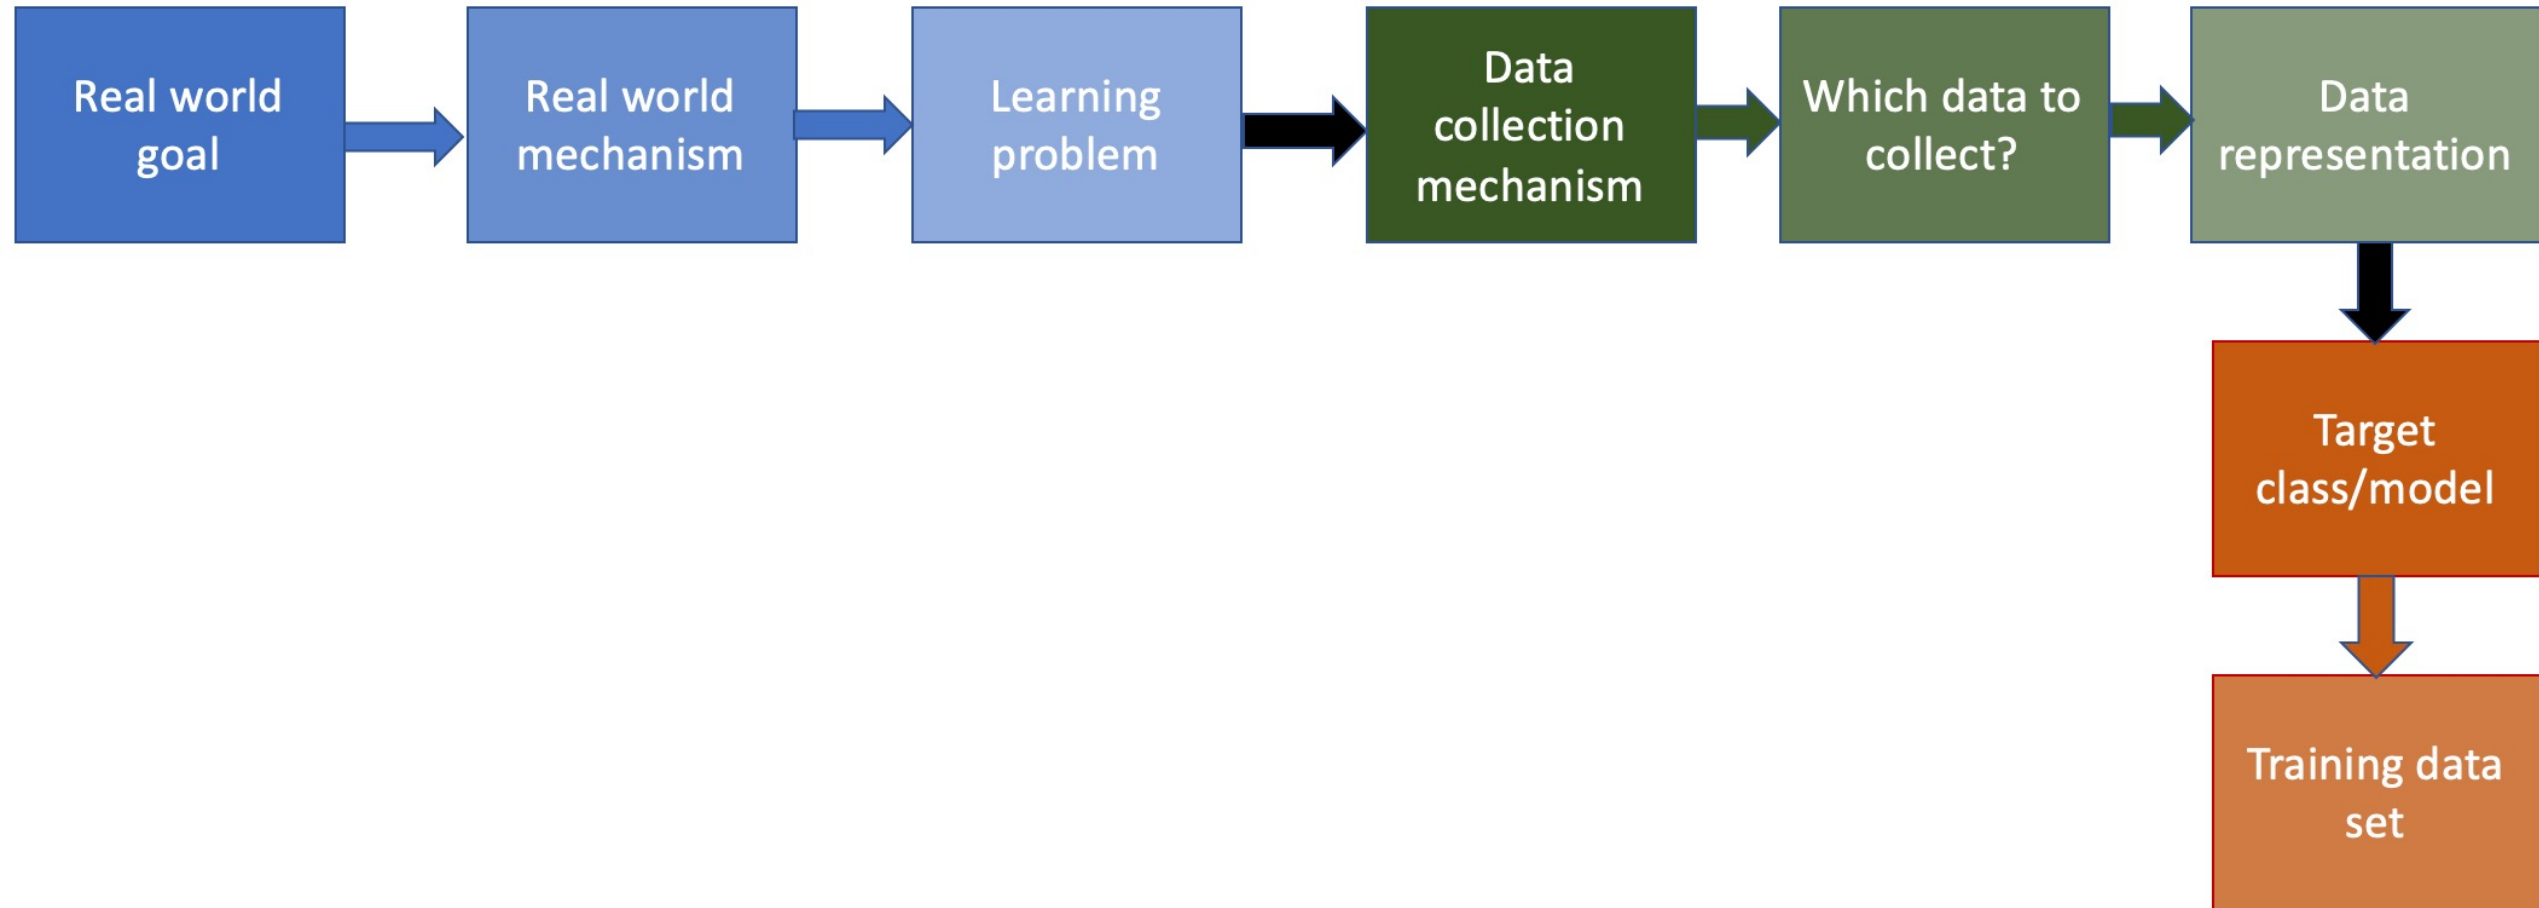 Real world
goal
Real world
mechanism
Learning
problem
Data
collection
mechanism
Which data to
collect?
Data
representation
Target
class/model
Training data
set